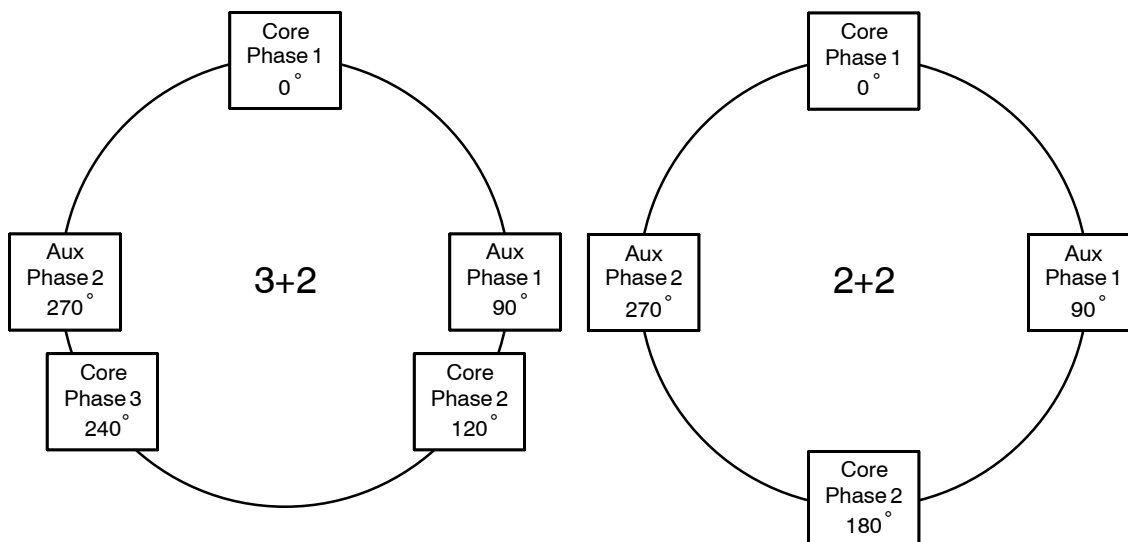 Core
Phase 1
0°
Aux
Phase 2
270°
3+2
Aux
Phase 1
90°
Core
Phase 3
240°
Core
Phase 2
120°
Core
Phase 1
0°
Aux
Phase 2
270°
2+2
Aux
Phase 1
90°
Core
Phase 2
180°